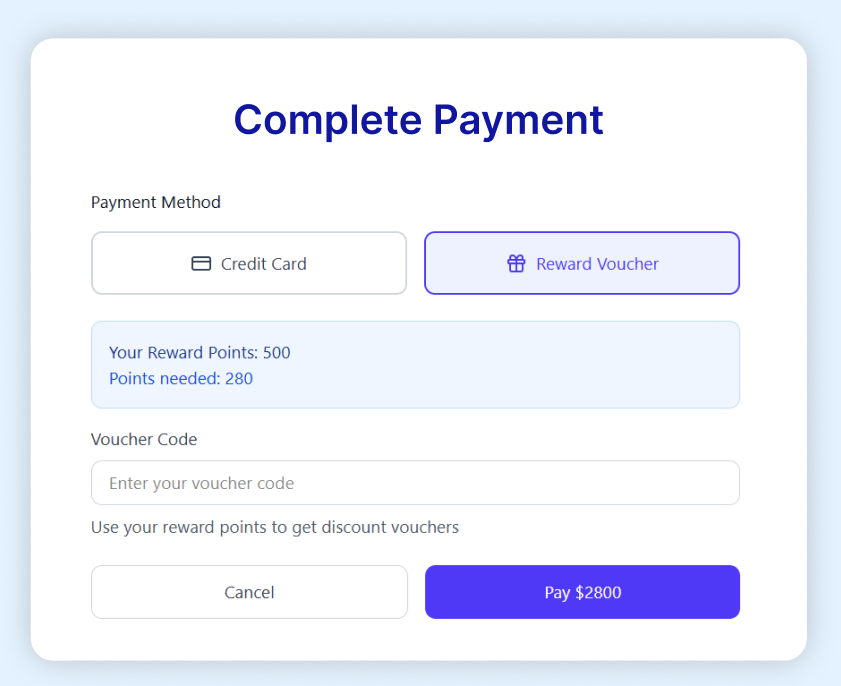 Complete Payment
Payment Method
Credit Card
Reward Voucher
Your Reward Points: 500
Points needed: 280
Voucher Code
Enter your voucher code
Use your reward points to get discount vouchers
Cancel
Pay $2800